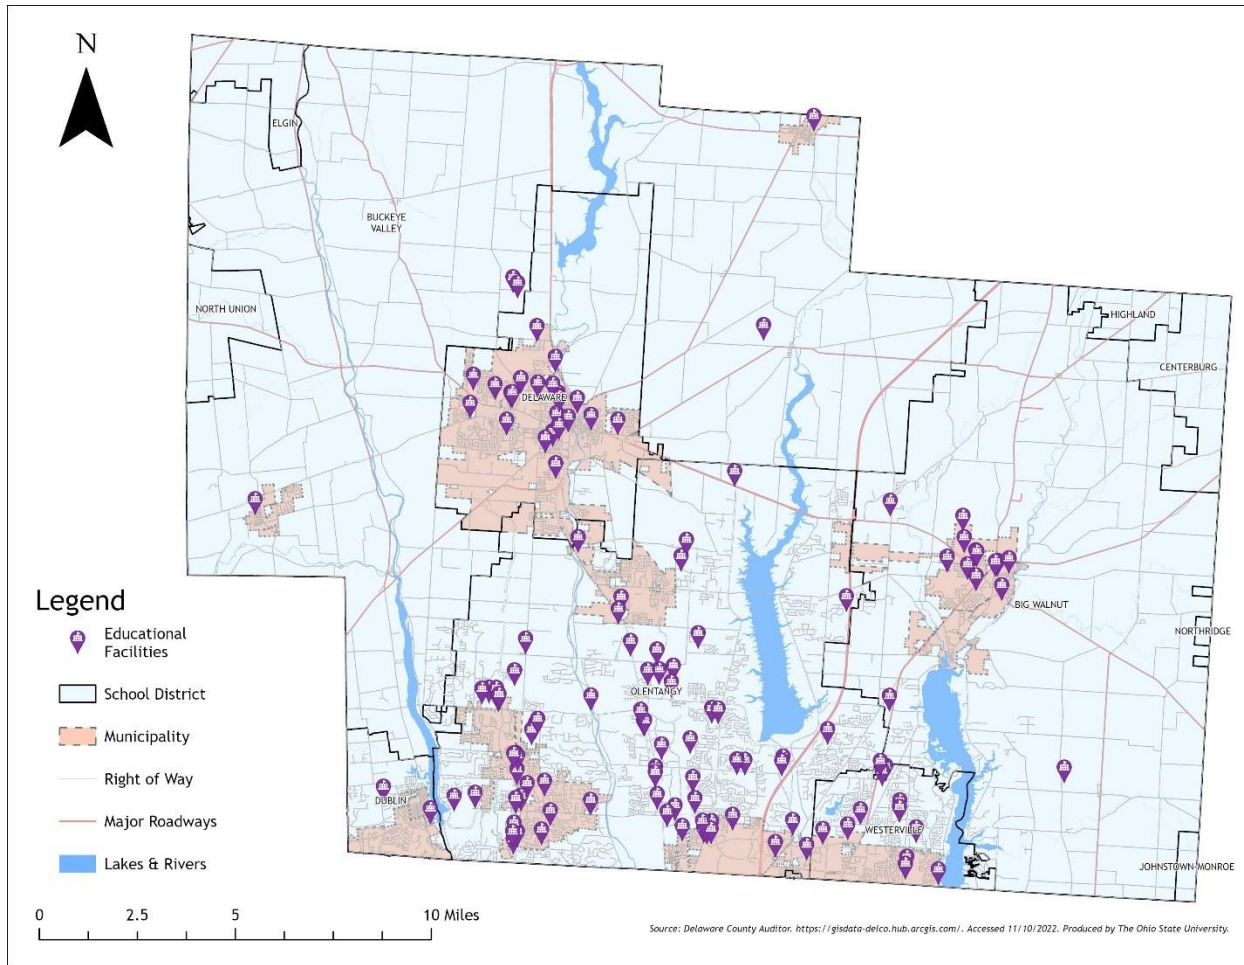 N
ELGIN
BUCKEYE
VALLEY
NORTH UNION
HIGHLAND
CENTERBURG
DELAWARE
BIG WALNUT
NORTHRIDGE
OLENTANGY
DUBLIN
WESTERVILLE
JOHNSTOWN-MONROE
Legend
Educational
Facilities
School District
Municipality
Right of Way
Major Roadways
Lakes & Rivers
0 2.5 5 10 Miles
Source: Delaware County Auditor. https://gisdata-delco.hub.arcgis.com/. Accessed 11/10/2022. Produced by The Ohio State University.